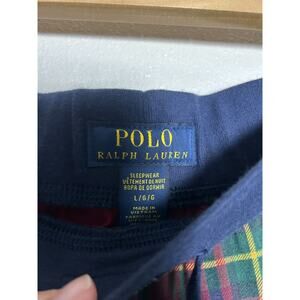 POLO
RALPH LAUREN
SLEEPWEAR
VÊTEMENT DE NUIT
ROPA DE DORMIR
L/G/G
MADE IN
VIETNAM